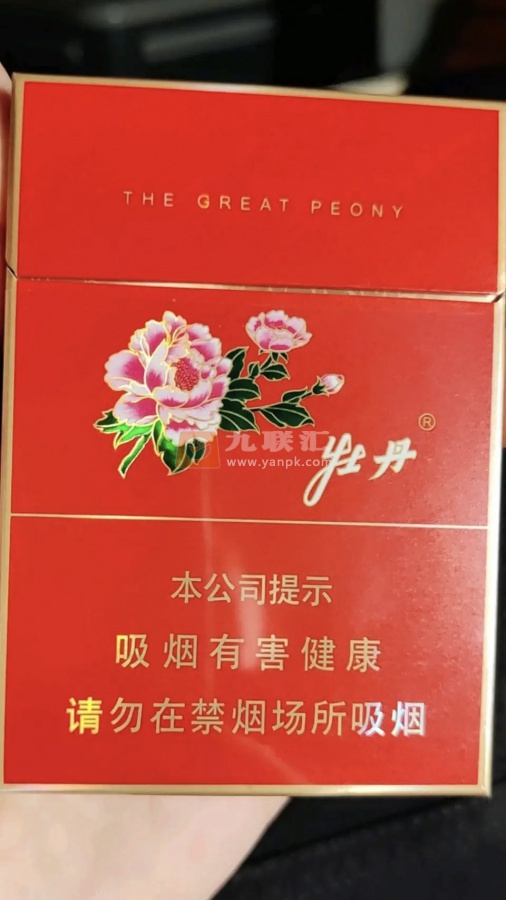 THE GREAT PEONY
九联汇
www.yanpk.com
牡丹®
本公司提示
吸烟有害健康
请勿在禁烟场所吸烟